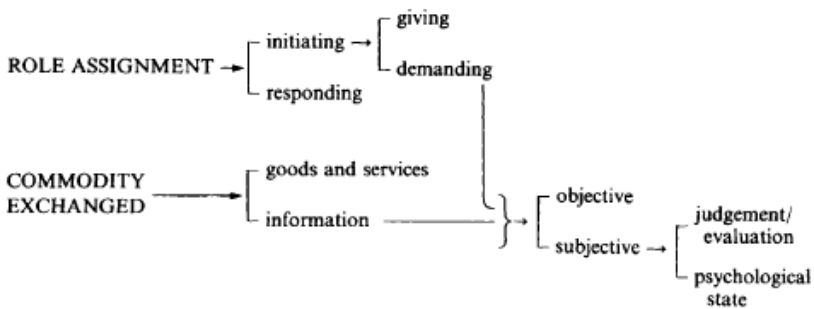 giving
initiating
ROLE ASSIGNMENT
demanding
responding
goods and services
COMMODITY
EXCHANGED
information
objective
subjective
judgement/
evaluation
psychological
state